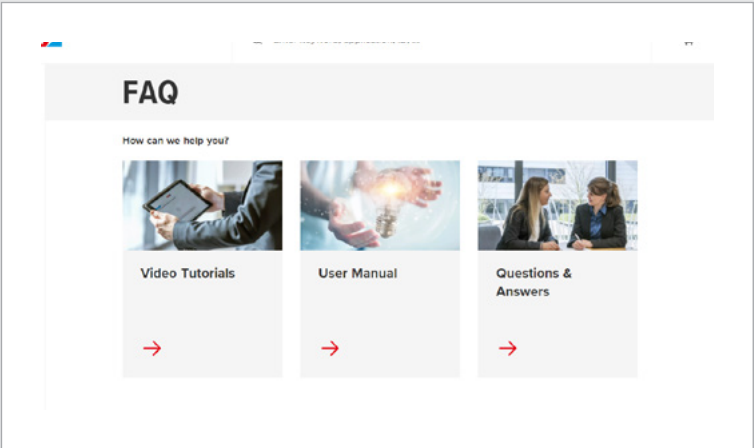 FAQ
How can we help you?
Video Tutorials
User Manual
Questions &
Answers